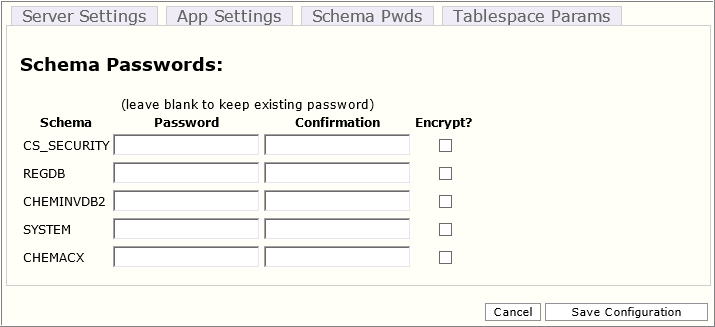 Server Settings App Settings Schema Pwds Tablespace Params
Schema Passwords:
(leave blank to keep existing password)
Schema Password Confirmation Encrypt?
CS_SECURITY
REGDB
CHEMINVDB2
SYSTEM
CHEMACX
Cancel Save Configuration